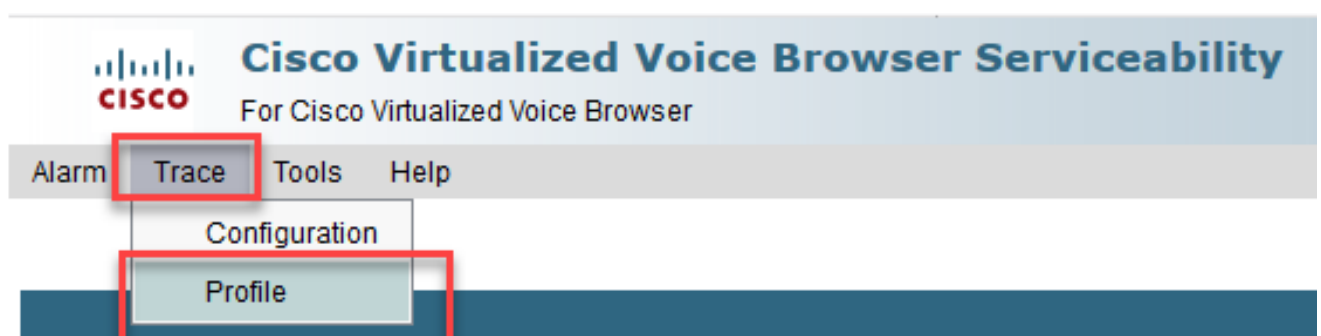 Cisco Virtualized Voice Browser Serviceability
CISCO
For Cisco Virtualized Voice Browser
Alarm Trace Tools Help
Configuration
Profile